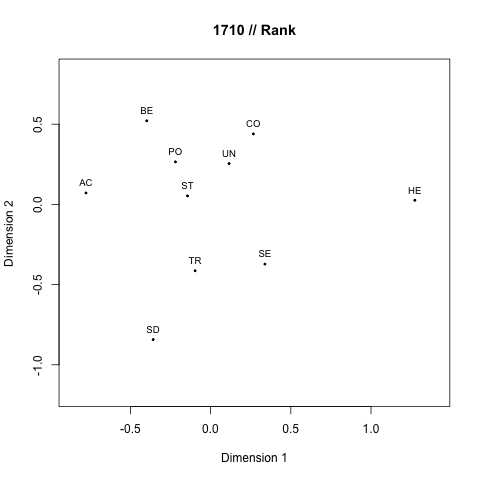 1710 // Rank
BE
CO
PO
UN
AC
ST
HE
SE
TR
SD
Dimension 2
0.5
0.0
-0.5
-1.0
-0.5
0.0
0.5
1.0
Dimension 1